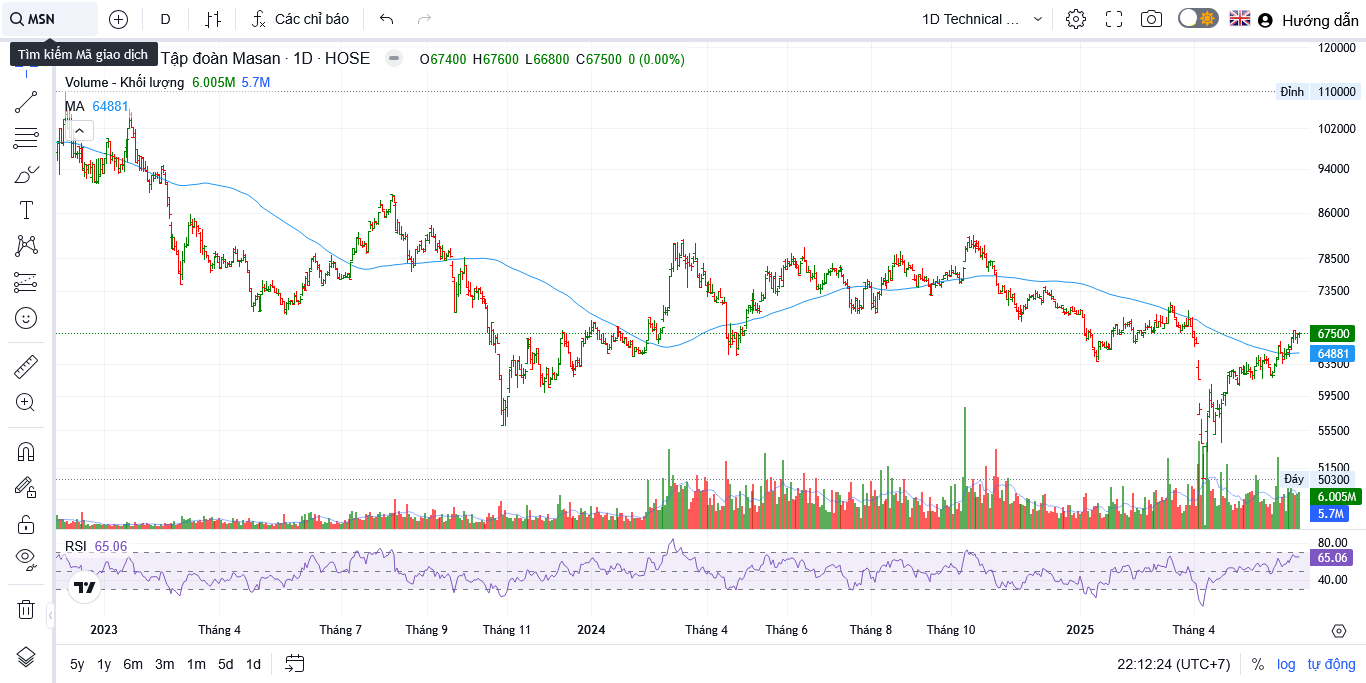 MSN D Các chỉ báo 1D Technical ... Hướng dẫn
Tìm kiếm Mã giao dịch
Tập đoàn Masan · 1D · HOSE O67400 H67600 L66800 C67500 0 (0.00%)
Volume - Khối lượng 6.005M 5.7M
MA 64881
120000
Đỉnh 110000
102000
94000
86000
78500
73500
67500
64881
63500
59500
55500
51500
Đáy 50300
6.005M
5.7M
RSI 65.06
80.00
65.06
40.00
2023 Tháng 4 Tháng 7 Tháng 9 Tháng 11 2024 Tháng 4 Tháng 6 Tháng 8 Tháng 10 2025 Tháng 4
5y 1y 6m 3m 1m 5d 1d 22:12:24 (UTC+7) % log tự động